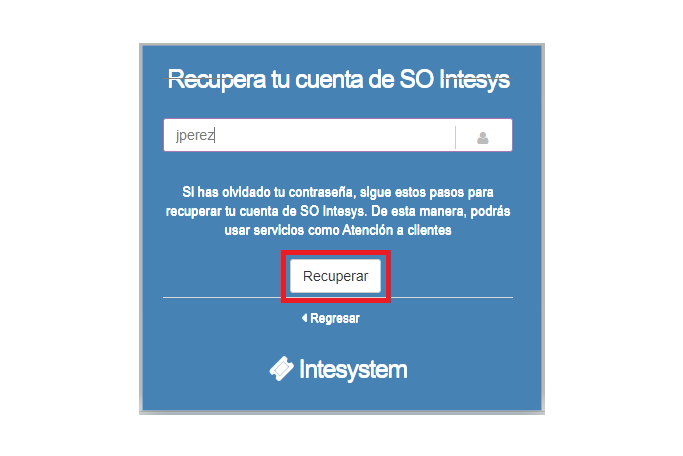 Recupera tu cuenta de SO Intesys
jperez
SI has olvidado tu contraseña, sigue estos pasos para
recuperar tu cuenta de SO Intesys. De esta manera, podrás
usar servicios como Atención a clientes
Recuperar
Regresar
Intesystem